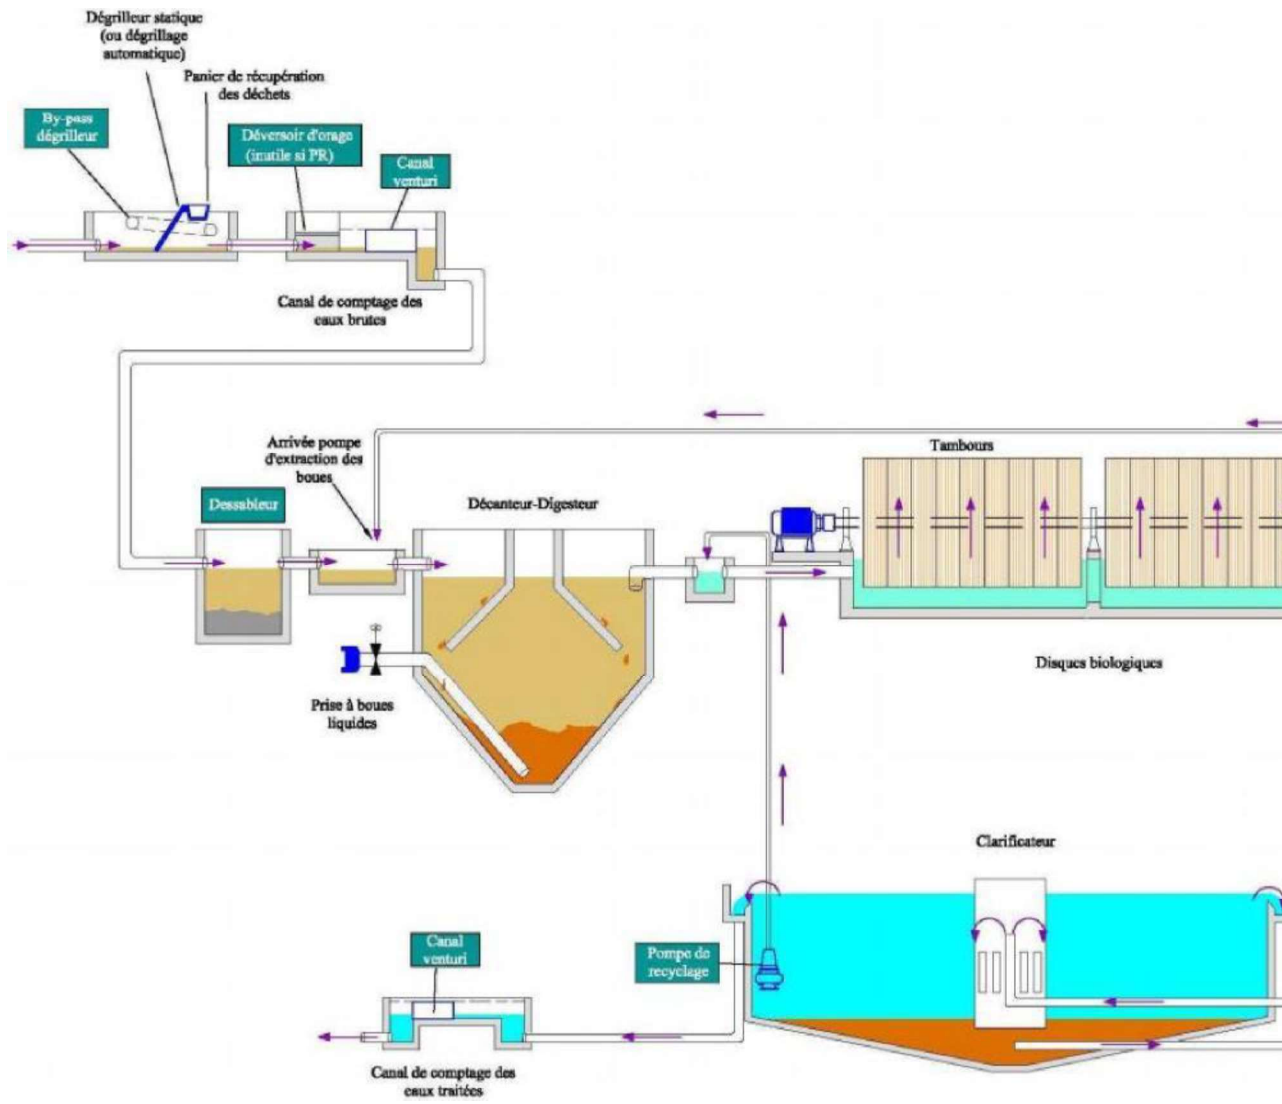 Dégrilleur statique
(ou dégrillage
automatique)
Panier de récupération
des déchets
By-pass
dégrilleur
Déversoir d'orage
(inutile si PR)
Canal
venturi
Canal de comptage des
eaux brutes
Arrivée pompe
d'extraction des
boues
Tambours
Dessableur
Décanteur-Digesteur
Prise à boues
liquides
Disques biologiques
Clarificateur
Canal
venturi
Pompe de
recyclage
Canal de comptage des
eaux traitées